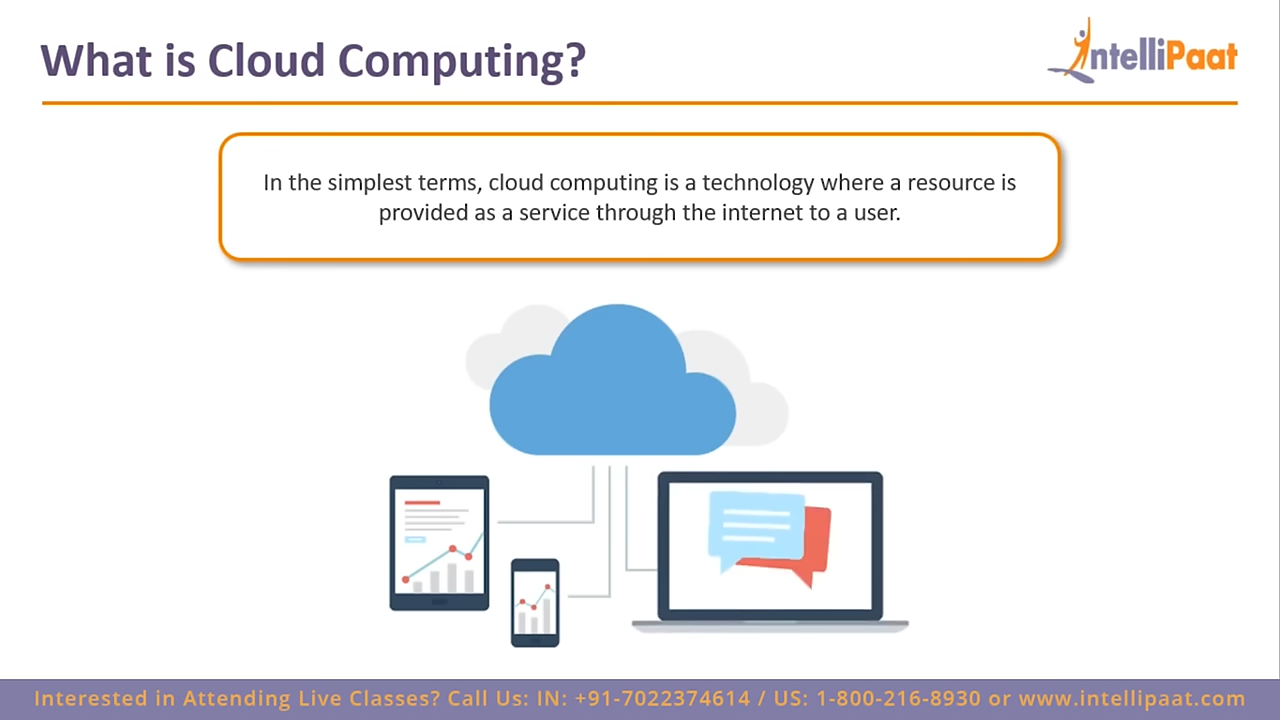 What is Cloud Computing?
IntelliPaat
In the simplest terms, cloud computing is a technology where a resource is
provided as a service through the internet to a user.
Interested in Attending Live Classes? Call Us: IN: +91-7022374614 / US: 1-800-216-8930 or www.intellipaat.com